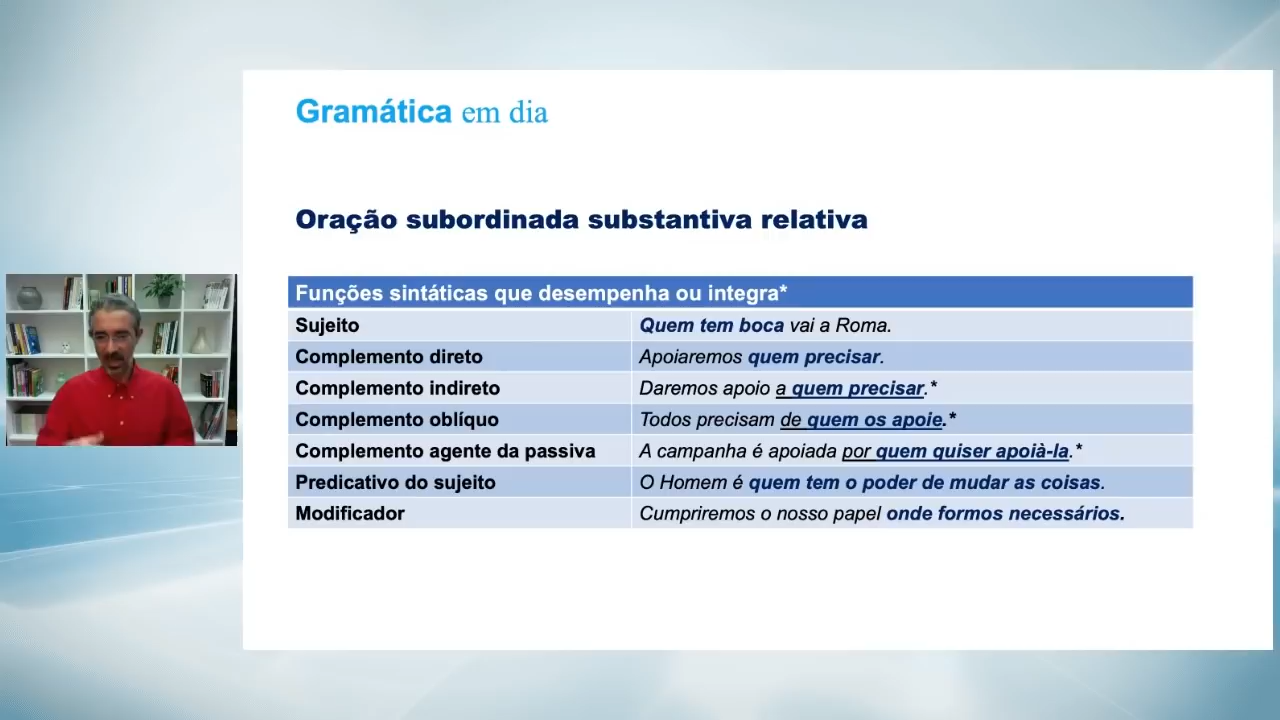 Gramática em dia
Oração subordinada substantiva relativa
Funções sintáticas que desempenha ou integra*
Sujeito Quem tem boca vai a Roma.
Complemento direto Apoiaremos quem precisar.
Complemento indireto Daremos apoio a quem precisar.*
Complemento oblíquo Todos precisam de quem os apoie.*
Complemento agente da passiva A campanha é apoiada por quem quiser apoià-la.*
Predicativo do sujeito O Homem é quem tem o poder de mudar as coisas.
Modificador Cumpriremos o nosso papel onde formos necessários.